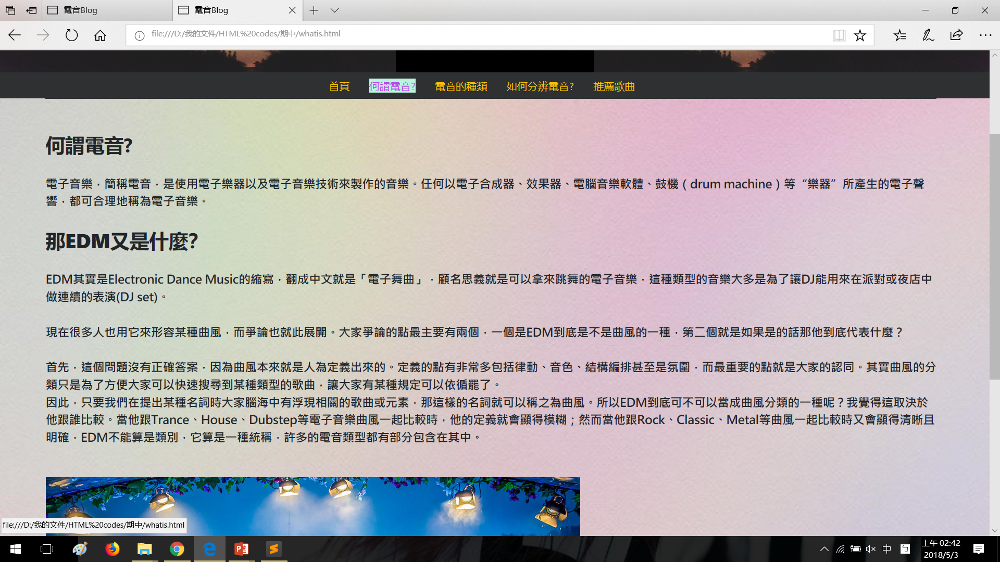 電音Blog
電音Blog
file:///D:/我的文件/HTML%20codes/期中/whatis.html
首頁 何謂電音? 電音的種類 如何分辨電音? 推薦歌曲
何謂電音?
電子音樂，簡稱電音，是使用電子樂器以及電子音樂技術來製作的音樂。任何以電子合成器、效果器、電腦音樂軟體、鼓機（drum machine）等“樂器”所產生的電子聲
響，都可合理地稱為電子音樂。
那EDM又是什麼?
EDM其實是Electronic Dance Music的縮寫，翻成中文就是「電子舞曲」，顧名思義就是可以拿來跳舞的電子音樂，這種類型的音樂大多是為了讓DJ能用來在派對或夜店中
做連續的表演(DJ set)。
現在很多人也用它來形容某種曲風，而爭論也就此展開。大家爭論的點最主要有兩個，一個是EDM到底是不是曲風的一種，第二個就是如果是的話那他到底代表什麼？
首先，這個問題沒有正確答案，因為曲風本來就是人為定義出來的。定義的點有非常多包括律動、音色、結構編排甚至是氛圍，而最重要的點就是大家的認同。其實曲風的分
類只是為了方便大家可以快速搜尋到某種類型的歌曲，讓大家有某種規定可以依循罷了。
因此，只要我們在提出某種名詞時大家腦海中有浮現相關的歌曲或元素，那這樣的名詞就可以稱之為曲風。所以EDM到底可不可以當成曲風分類的一種呢？我覺得這取決於
他跟誰比較。當他跟Trance、House、Dubstep等電子音樂曲風一起比較時，他的定義就會顯得模糊；然而當他跟Rock、Classic、Metal等曲風一起比較時又會顯得清晰且
明確，EDM不能算是類別，它算是一種統稱，許多的電音類型都有部分包含在其中。
file:///D:/我的文件/HTML%20codes/期中/whatis.html
中
上午 02:42
2018/5/3